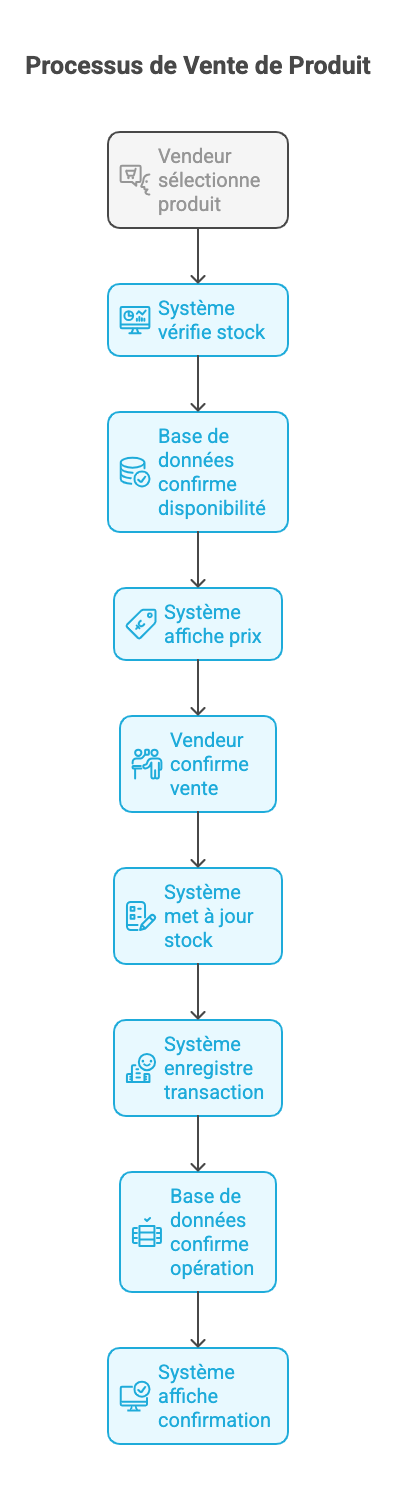 Processus de Vente de Produit
Vendeur
sélectionne
produit
Système
vérifie stock
Base de
données
confirme
disponibilité
Système
affiche prix
Vendeur
confirme
vente
Système
met à jour
stock
Système
enregistre
transaction
Base de
données
confirme
opération
Système
affiche
confirmation